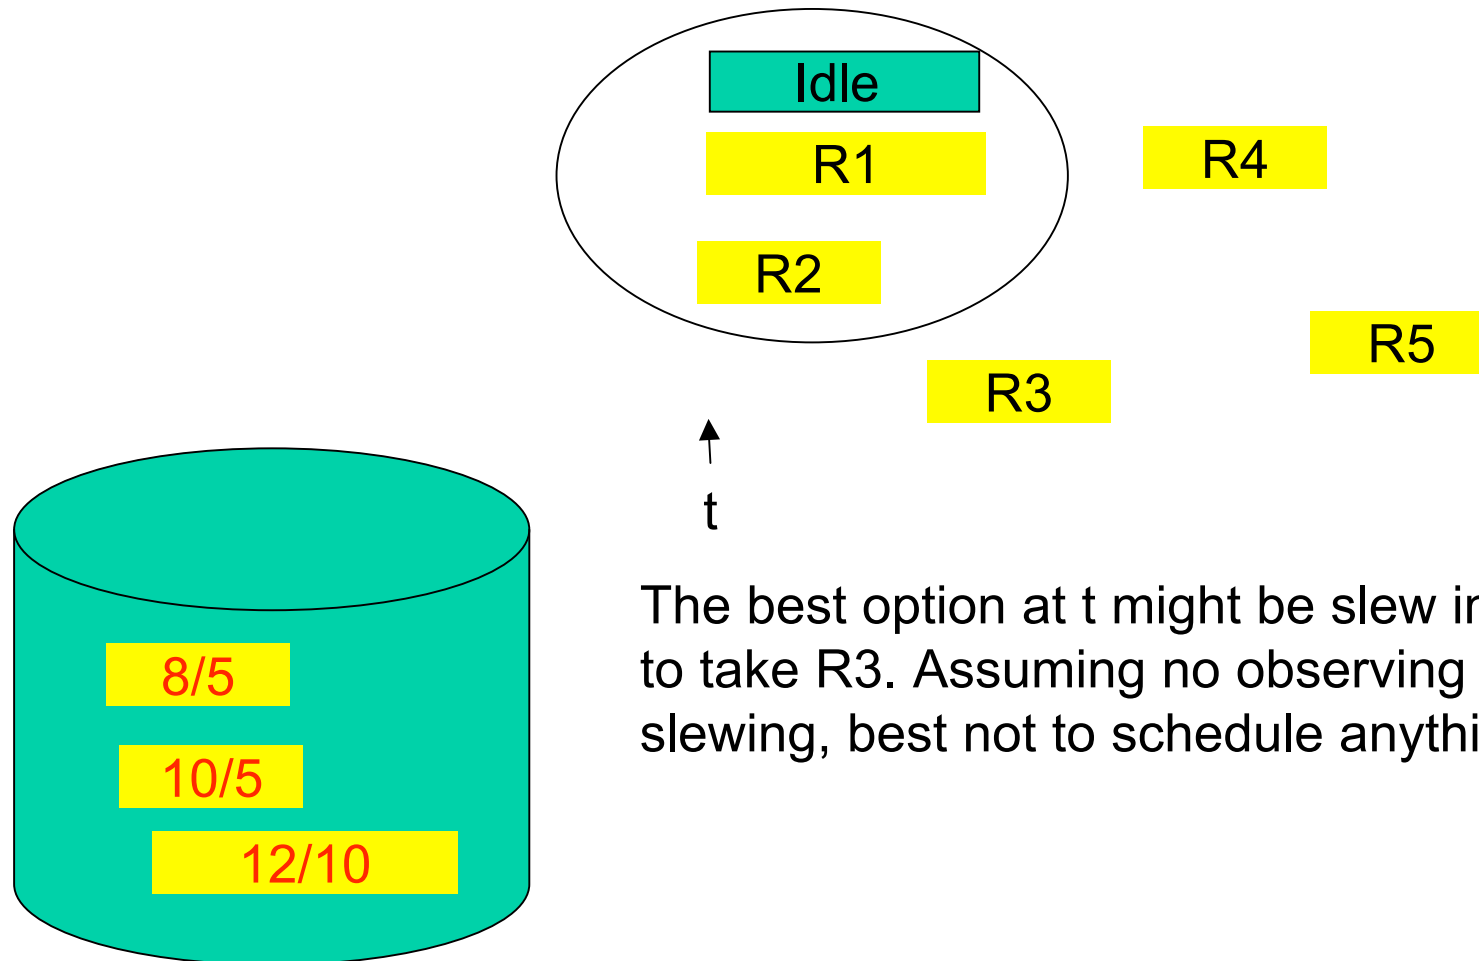 Idle
R1
R4
R2
R5
R3
t
The best option at t might be slew
to take R3. Assuming no observing
slewing, best not to schedule
8/5
10/5
12/10